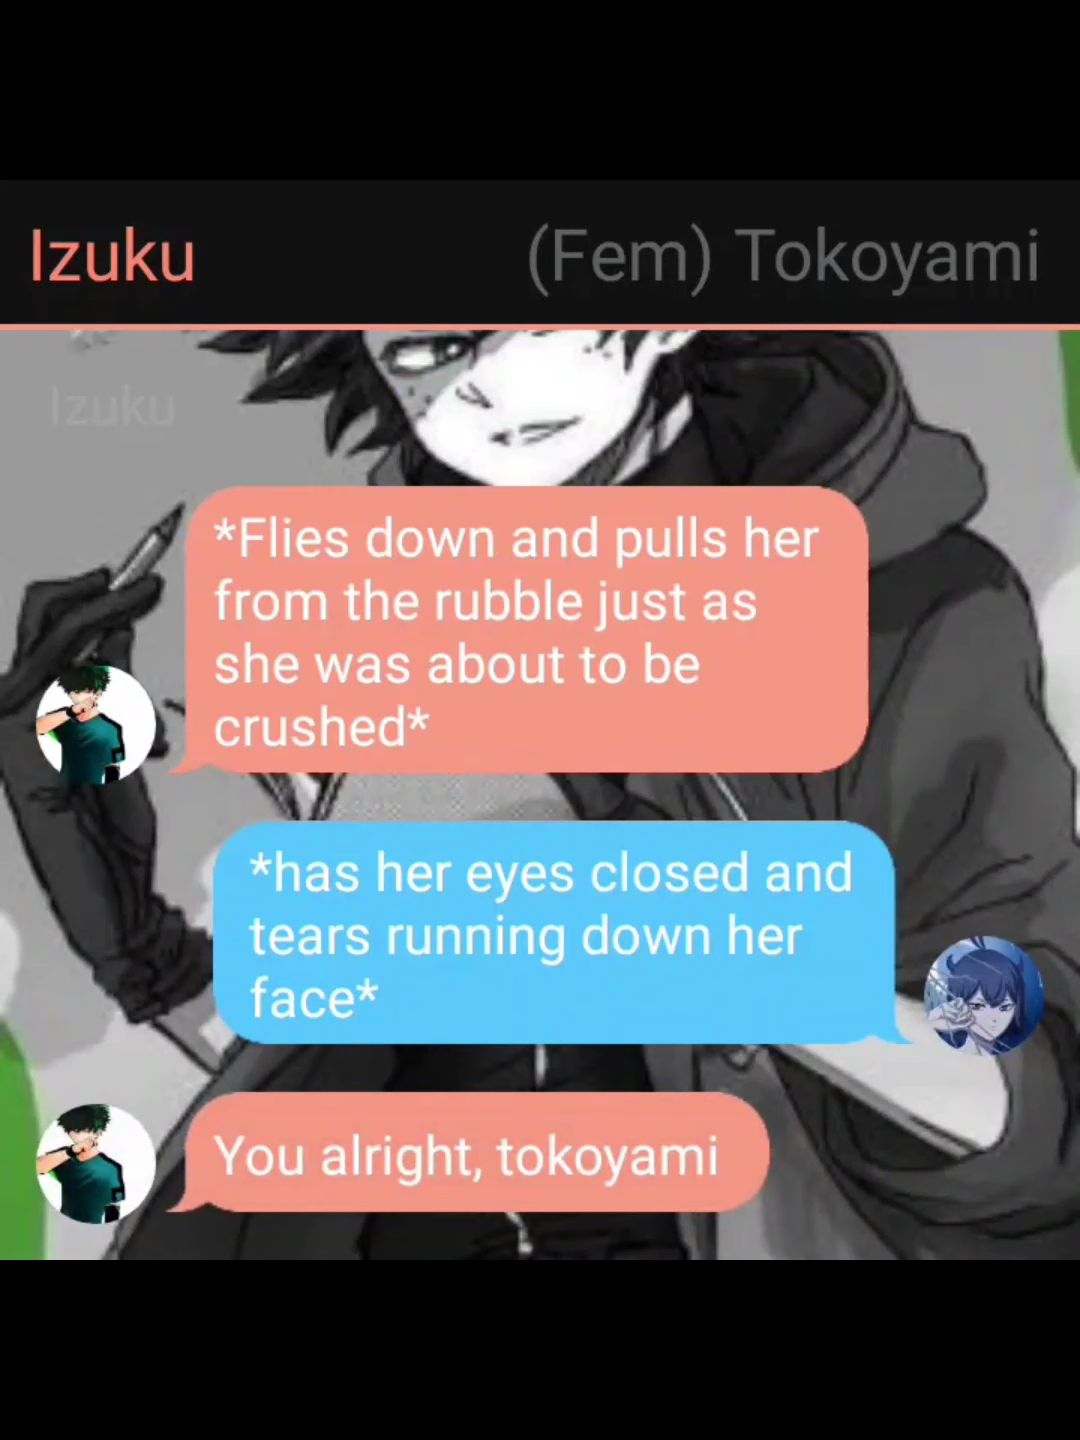 Izuku
(Fem) Tokoyami
Izuku
*Flies down and pulls her
from the rubble just as
she was about to be
crushed*
*has her eyes closed and
tears running down her
face*
You alright, tokoyami